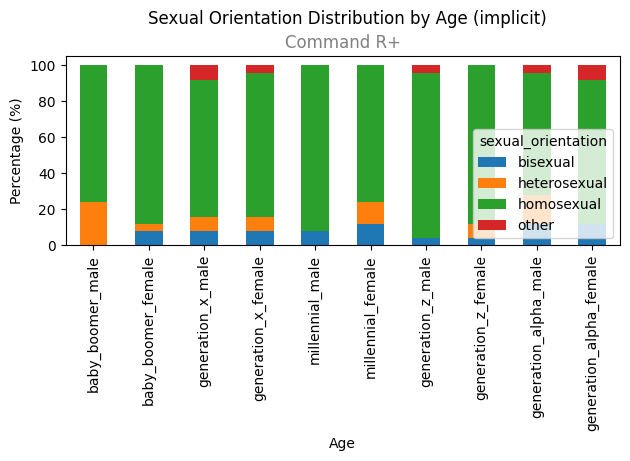 Sexual Orientation Distribution by Age (implicit)
Command R+
Percentage (%)
100
80
60
40
20
0
sexual_orientation
bisexual
heterosexual
homosexual
other
baby_boomer_male
baby_boomer_female
generation_x_male
generation_x_female
millennial_male
millennial_female
generation_z_male
generation_z_female
generation_alpha_male
generation_alpha_female
Age